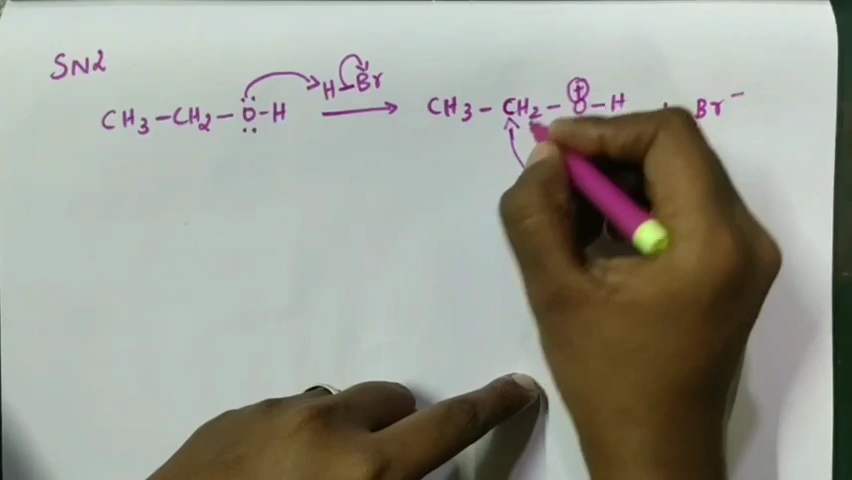 SN2
H-Br
CH3-CH2-O-H → CH3-CH2-O-H + Br-